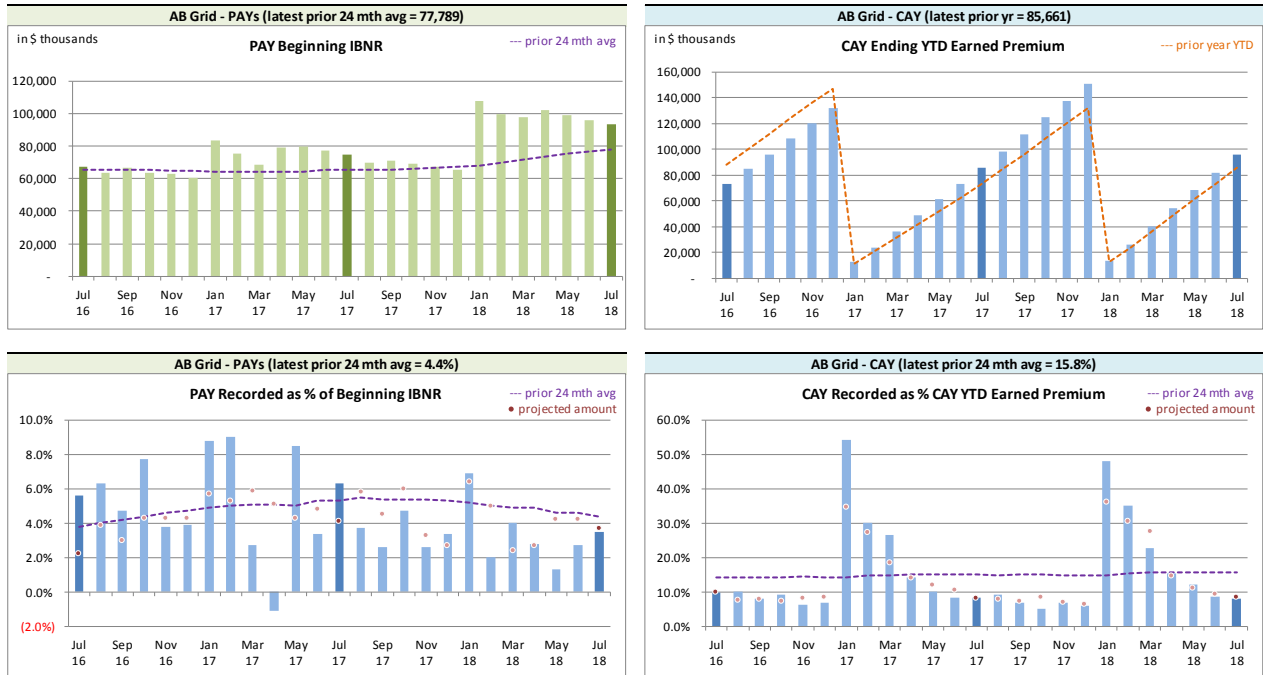 AB Grid - PAYs (latest prior 24 mth avg = 77,789)
in $ thousands
PAY Beginning IBNR
--- prior 24 mth avg
120,000
100,000
80,000
60,000
40,000
20,000
-
Jul Sep Nov Jan Mar May Jul Sep Nov Jan Mar May Jul
16 16 16 17 17 17 17 17 17 18 18 18 18
AB Grid - CAY (latest prior yr = 85,661)
in $ thousands
CAY Ending YTD Earned Premium
--- prior year YTD
160,000
140,000
120,000
100,000
80,000
60,000
40,000
20,000
-
Jul Sep Nov Jan Mar May Jul Sep Nov Jan Mar May Jul
16 16 16 17 17 17 17 17 17 18 18 18 18
AB Grid - PAYs (latest prior 24 mth avg = 4.4%)
PAY Recorded as % of Beginning IBNR
--- prior 24 mth avg
● projected amount
10.0%
8.0%
6.0%
4.0%
2.0%
0.0%
(2.0%)
Jul Sep Nov Jan Mar May Jul Sep Nov Jan Mar May Jul
16 16 16 17 17 17 17 17 17 18 18 18 18
AB Grid - CAY (latest prior 24 mth avg = 15.8%)
CAY Recorded as % CAY YTD Earned Premium
--- prior 24 mth avg
● projected amount
60.0%
50.0%
40.0%
30.0%
20.0%
10.0%
0.0%
Jul Sep Nov Jan Mar May Jul Sep Nov Jan Mar May Jul
16 16 16 17 17 17 17 17 17 18 18 18 18